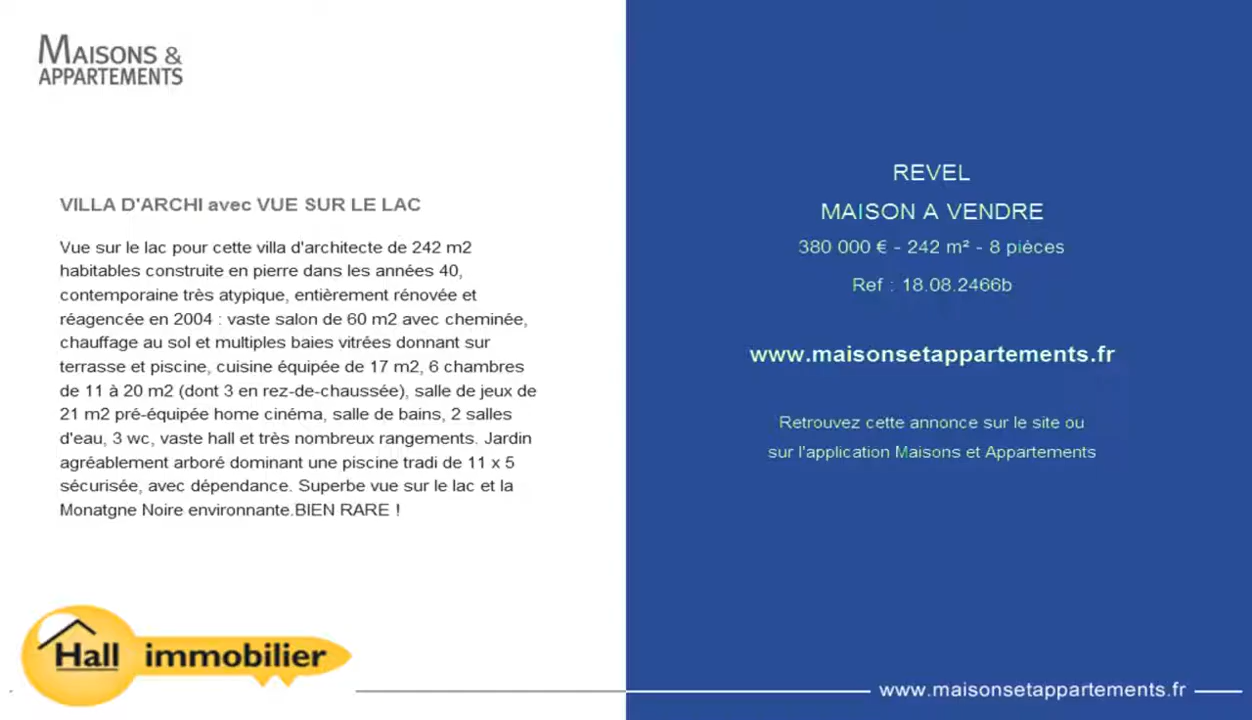 MAISONS &
APPARTEMENTS
VILLA D'ARCHI avec VUE SUR LE LAC
Vue sur le lac pour cette villa d'architecte de 242 m2
habitables construite en pierre dans les années 40,
contemporaine très atypique, entièrement rénovée et
réagencée en 2004 : vaste salon de 60 m2 avec cheminée,
chauffage au sol et multiples baies vitrées donnant sur
terrasse et piscine, cuisine équipée de 17 m2, 6 chambres
de 11 à 20 m2 (dont 3 en rez-de-chaussée), salle de jeux de
21 m2 pré-équipée home cinéma, salle de bains, 2 salles
d'eau, 3 wc, vaste hall et très nombreux rangements. Jardin
agréablement arboré dominant une piscine tradi de 11 x 5
sécurisée, avec dépendance. Superbe vue sur le lac et la
Monatgne Noire environnante.BIEN RARE !
Hall immobilier
REVEL
MAISON A VENDRE
380 000 € - 242 m² - 8 pièces
Ref : 18.08.2466b
www.maisonsetappartements.fr
Retrouvez cette annonce sur le site ou
sur l'application Maisons et Appartements
www.maisonsetappartements.fr